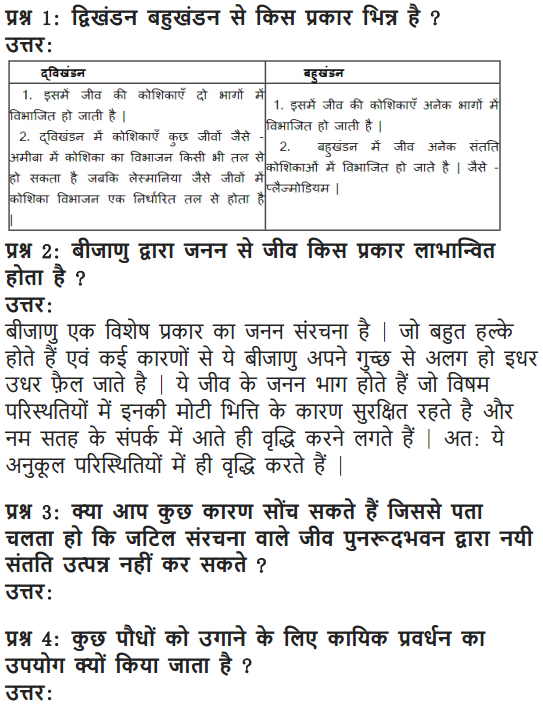 प्रश्न 1: द्विखंडन बहुखंडन से किस प्रकार भिन्न है ?
उत्तर:
द्विखंडन
1. इसमें जीव की कोशिकाएँ दो भागों में
विभाजित हो जाती है |
2. द्विखंडन में कोशिकाएँ कुछ जीवों जैसे -
अमीबा में कोशिका का विभाजन किसी भी तल से
हो सकता है जबकि लेस्मानिया जैसे जीवों में
कोशिका विभाजन एक निर्धारित तल से होता है
|
बहुखंडन
1. इसमें जीव की कोशिकाएँ अनेक भागों में
विभाजित हो जाती है |
2. बहुखंडन में जीव अनेक संतति
कोशिकाओं में विभाजित हो जाते है | जैसे -
प्लैज्मोडियम |
प्रश्न 2: बीजाणु द्वारा जनन से जीव किस प्रकार लाभान्वित
होता है ?
उत्तर:
बीजाणु एक विशेष प्रकार का जनन संरचना है | जो बहुत हल्के
होते हैं एवं कई कारणों से ये बीजाणु अपने गुच्छ से अलग हो इधर
उधर फ़ैल जाते है | ये जीव के जनन भाग होते हैं जो विषम
परिस्थतियों में इनकी मोटी भित्ति के कारण सुरक्षित रहते है और
नम सतह के संपर्क में आते ही वृद्धि करने लगते हैं | अत: ये
अनुकूल परिस्थितियों में ही वृद्धि करते हैं |
प्रश्न 3: क्या आप कुछ कारण सोंच सकते हैं जिससे पता
चलता हो कि जटिल संरचना वाले जीव पुनरूदभवन द्वारा नयी
संतति उत्पन्न नहीं कर सकते ?
उत्तर:
प्रश्न 4: कुछ पौधों को उगाने के लिए कायिक प्रवर्धन का
उपयोग क्यों किया जाता है ?
उत्तर: